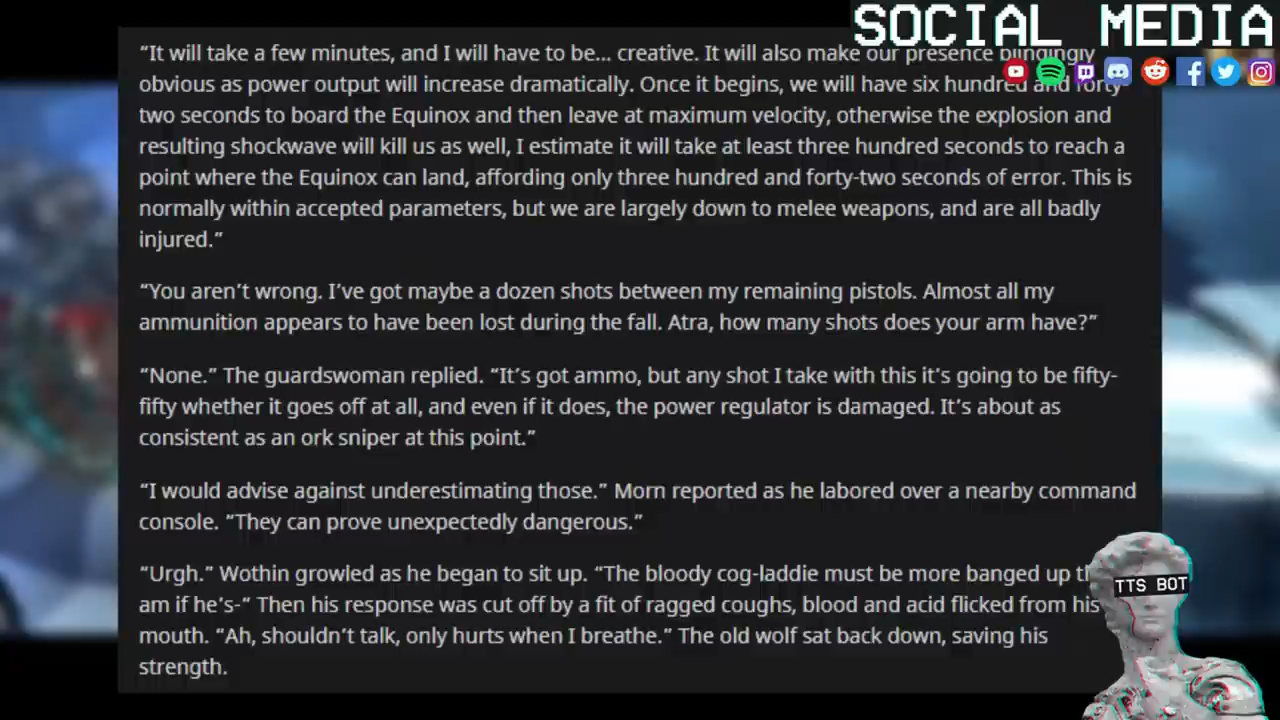 SOCIAL MEDIA
“It will take a few minutes, and I will have to be... creative. It will also make our presence blindingly
obvious as power output will increase dramatically. Once it begins, we will have six hundred and forty-
two seconds to board the Equinox and then leave at maximum velocity, otherwise the explosion and
resulting shockwave will kill us as well, I estimate it will take at least three hundred seconds to reach a
point where the Equinox can land, affording only three hundred and forty-two seconds of error. This is
normally within accepted parameters, but we are largely down to melee weapons, and are all badly
injured.”
“You aren’t wrong. I’ve got maybe a dozen shots between my remaining pistols. Almost all my
ammunition appears to have been lost during the fall. Atra, how many shots does your arm have?”
“None.” The guardswoman replied. “It’s got ammo, but any shot I take with this it’s going to be fifty-
fifty whether it goes off at all, and even if it does, the power regulator is damaged. It’s about as
consistent as an ork sniper at this point.”
“I would advise against underestimating those.” Morn reported as he labored over a nearby command
console. “They can prove unexpectedly dangerous.”
“Urgh.” Wothin growled as he began to sit up. “The bloody cog-laddie must be more banged up
am if he’s-“ Then his response was cut off by a fit of ragged coughs, blood and acid flicked from his
mouth. “Ah, shouldn’t talk, only hurts when I breathe.” The old wolf sat back down, saving his
strength.
TTS BOT